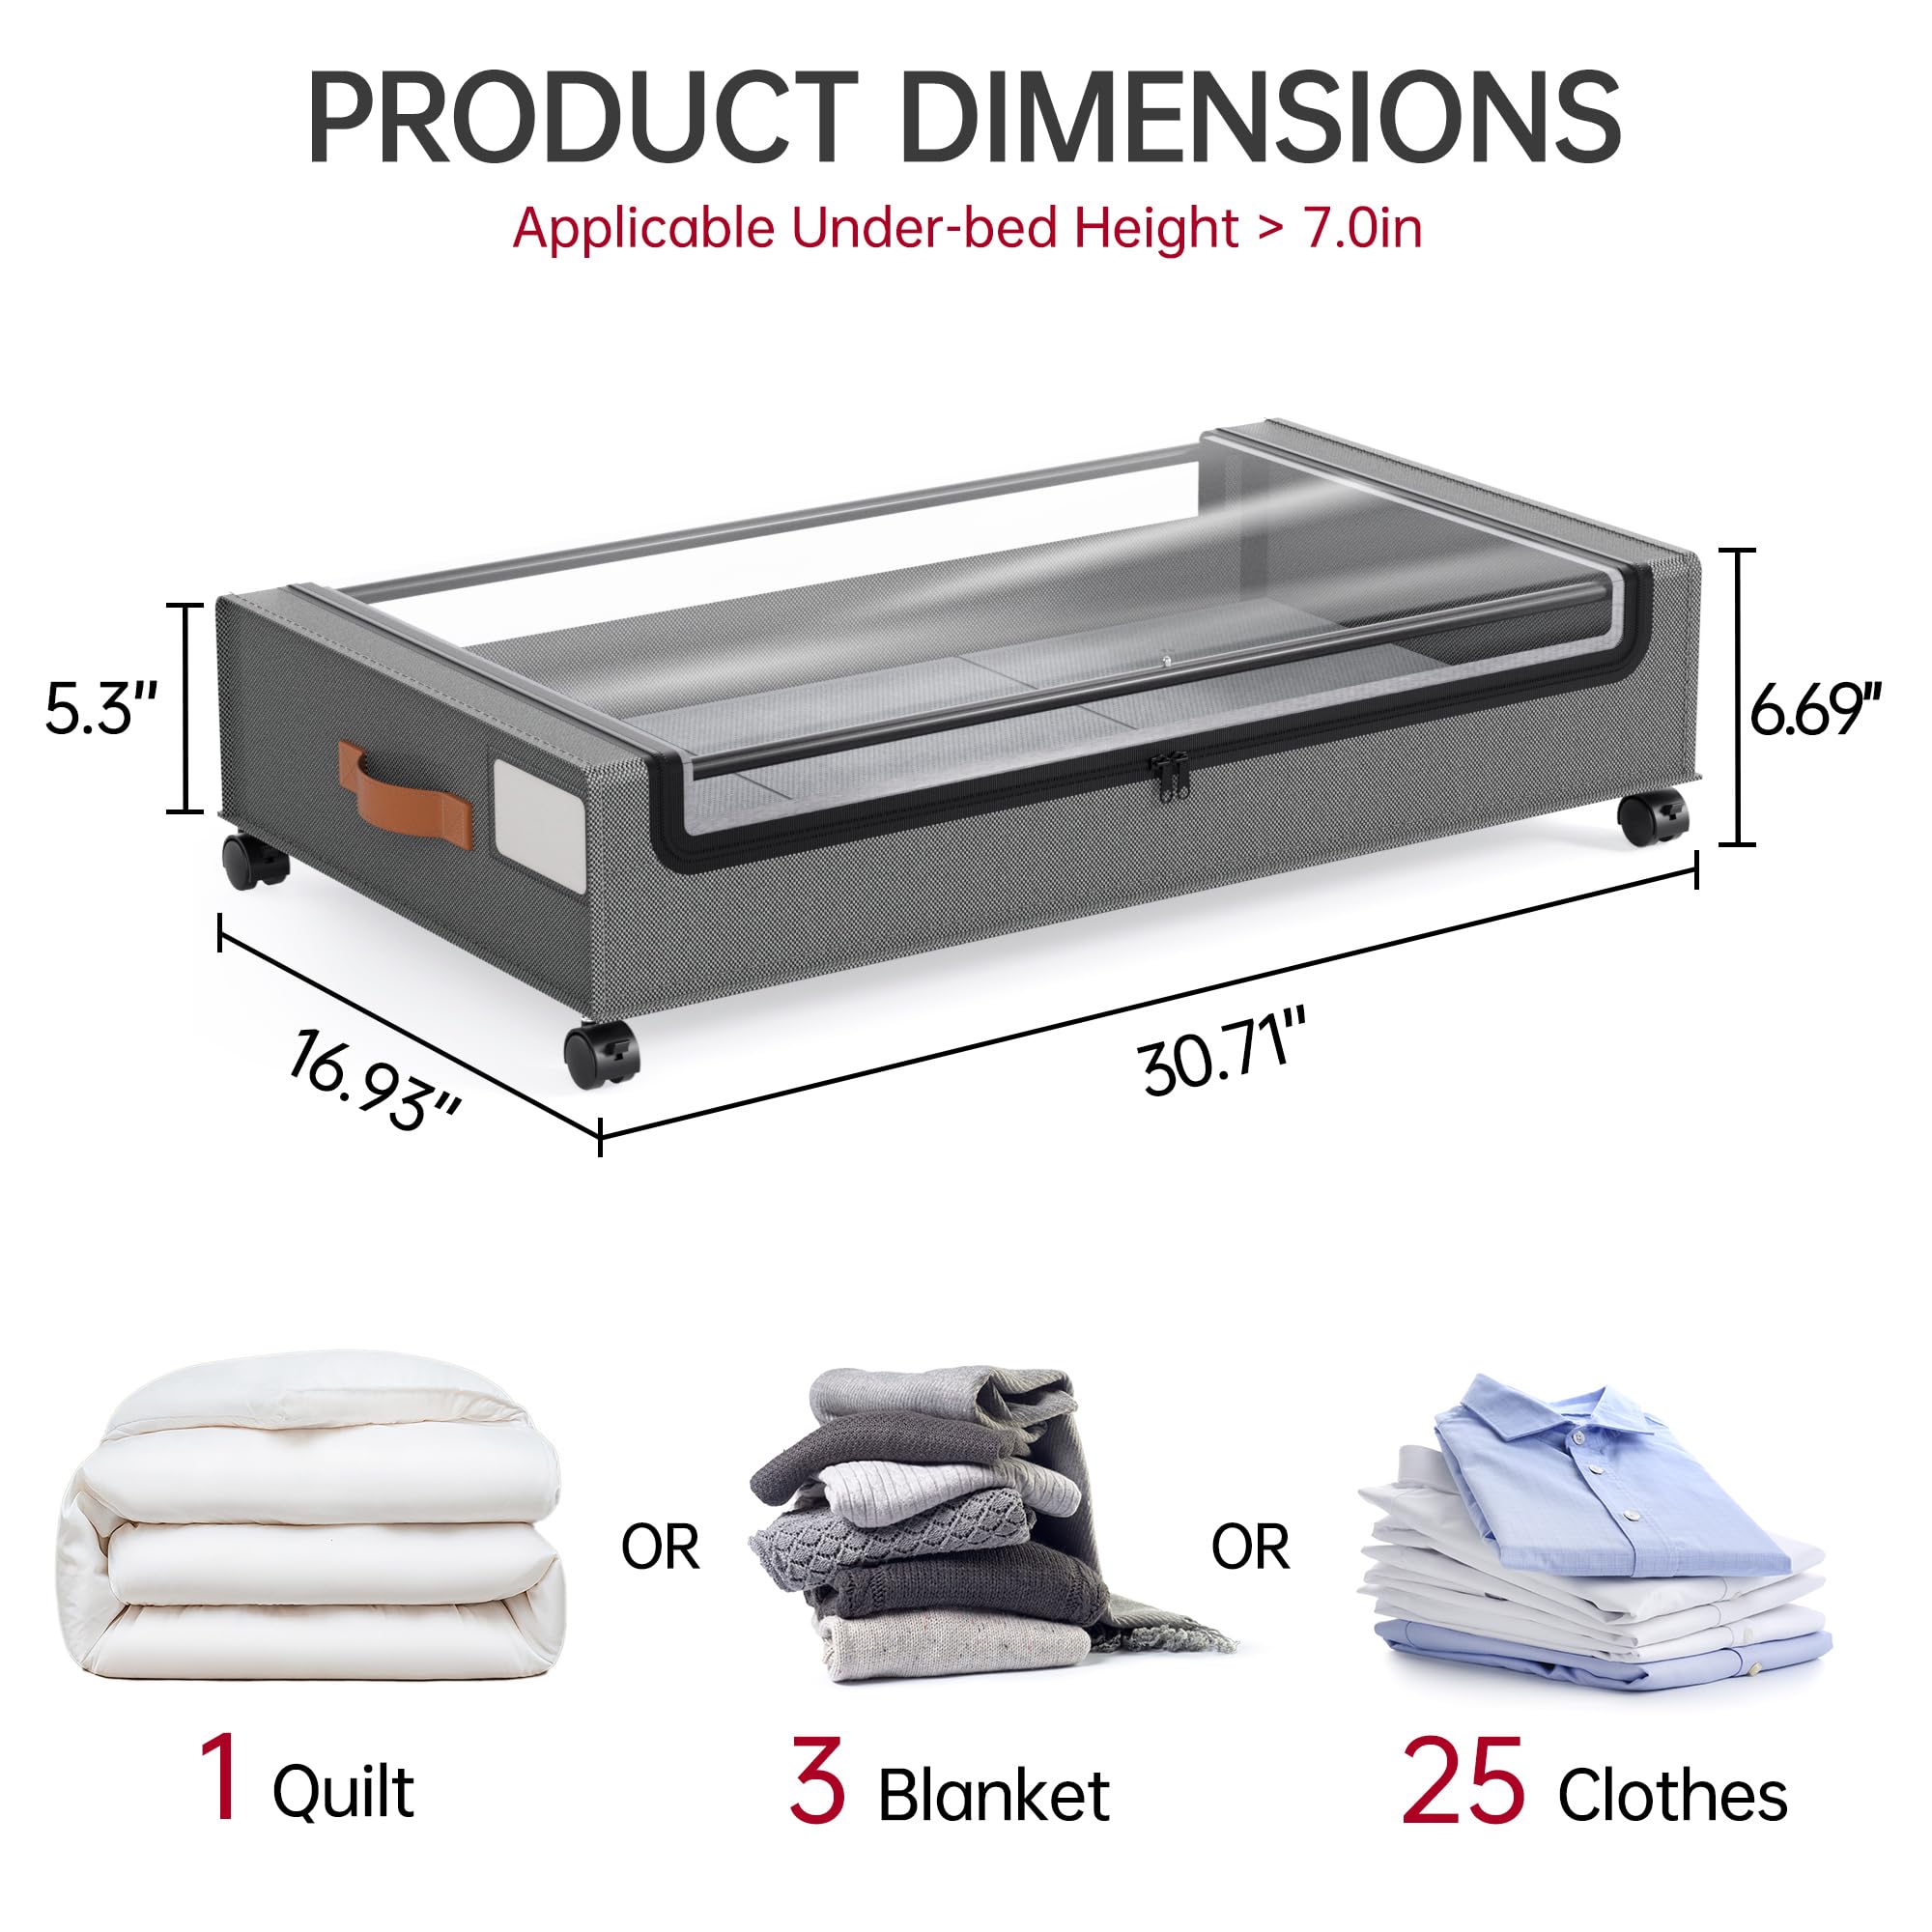 PRODUCT DIMENSIONS
Applicable Under-bed Height > 7.0in
5.3"
6.69"
16.93"
30.71"
OR
OR
1 Quilt
3 Blanket
25 Clothes